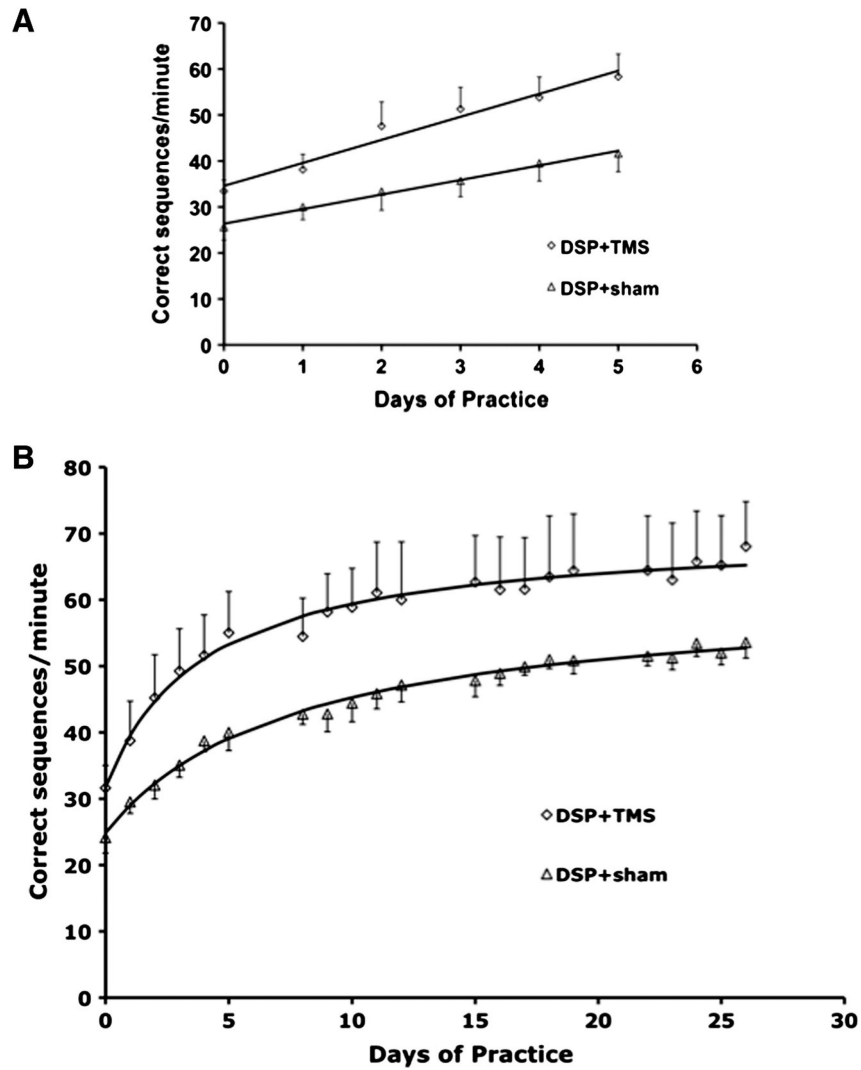 A
Correct sequences/minute
70
60
50
40
30
20
10
0
DSP+TMS
DSP+sham
0 1 2 3 4 5 6
Days of Practice
B
Correct sequences/minute
80
70
60
50
40
30
20
10
0
DSP+TMS
DSP+sham
0 5 10 15 20 25 30
Days of Practice